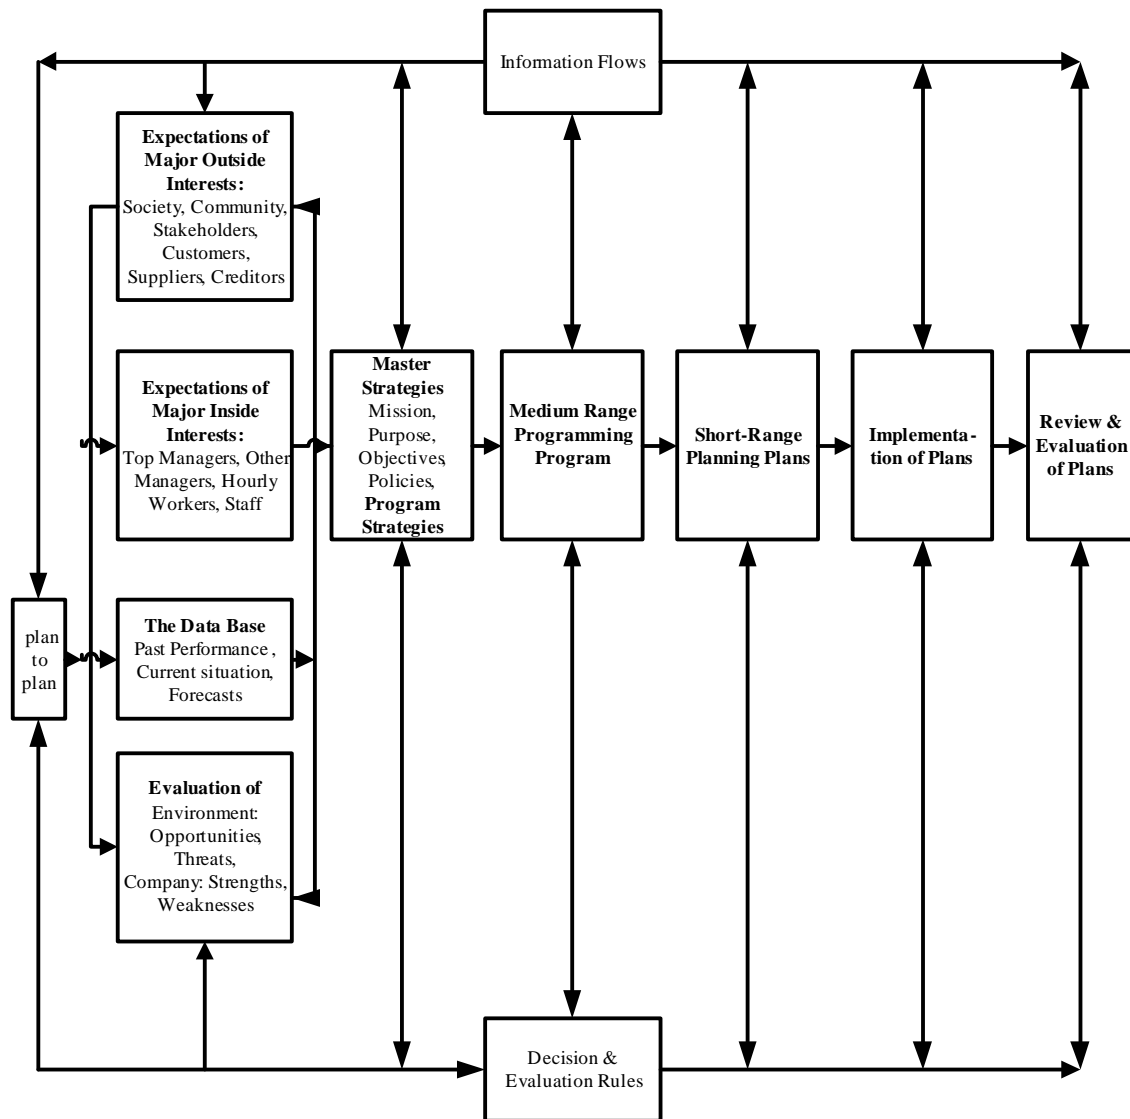 Information Flows
Expectations of
Major Outside
Interests:
Society, Community,
Stakeholders,
Customers,
Suppliers, Creditors
Expectations of
Major Inside
Interests:
Top Managers, Other
Managers, Hourly
Workers, Staff
Master
Strategies
Mission,
Purpose,
Objectives,
Policies,
Program
Strategies
Medium Range
Programming
Program
Short-Range
Planning Plans
Implementa-
tion of Plans
Review &
Evaluation
of Plans
plan
to
plan
The Data Base
Past Performance ,
Current situation,
Forecasts
Evaluation of
Environment:
Opportunities,
Threats,
Company: Strengths,
Weaknesses
Decision &
Evaluation Rules